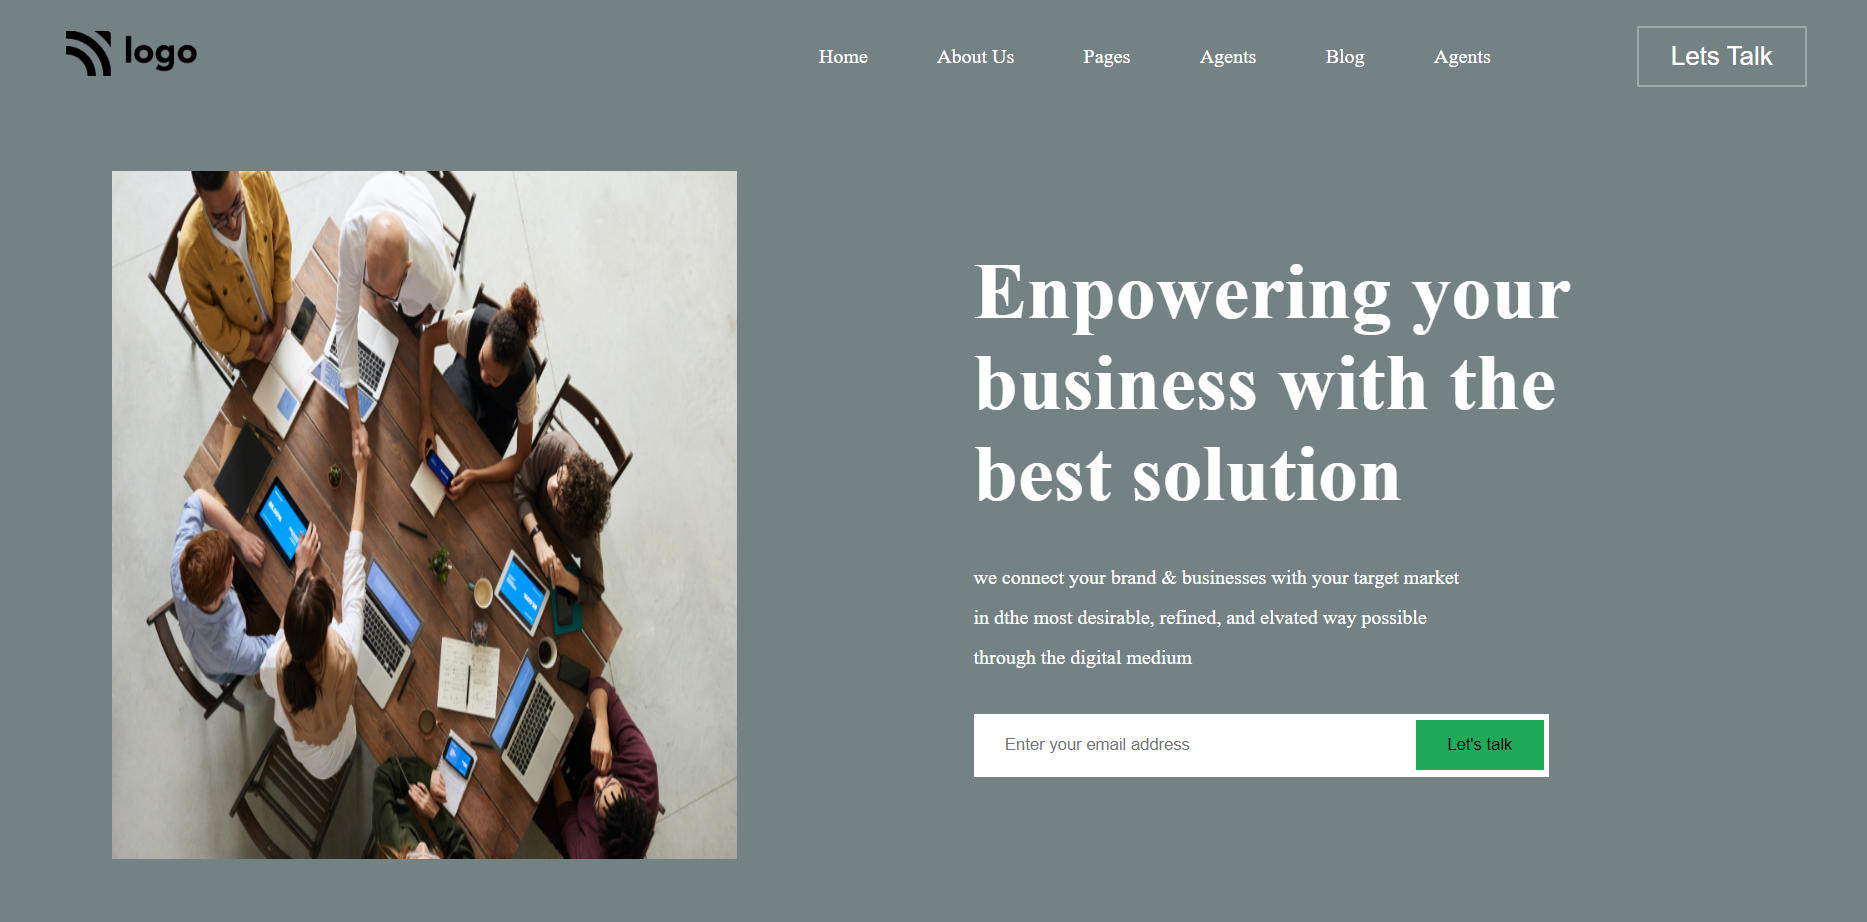 logo
Home
About Us
Pages
Agents
Blog
Agents
Lets Talk
Enpowering your
business with the
best solution
we connect your brand & businesses with your target market
in dthe most desirable, refined, and elvated way possible
through the digital medium
Enter your email address
Let's talk